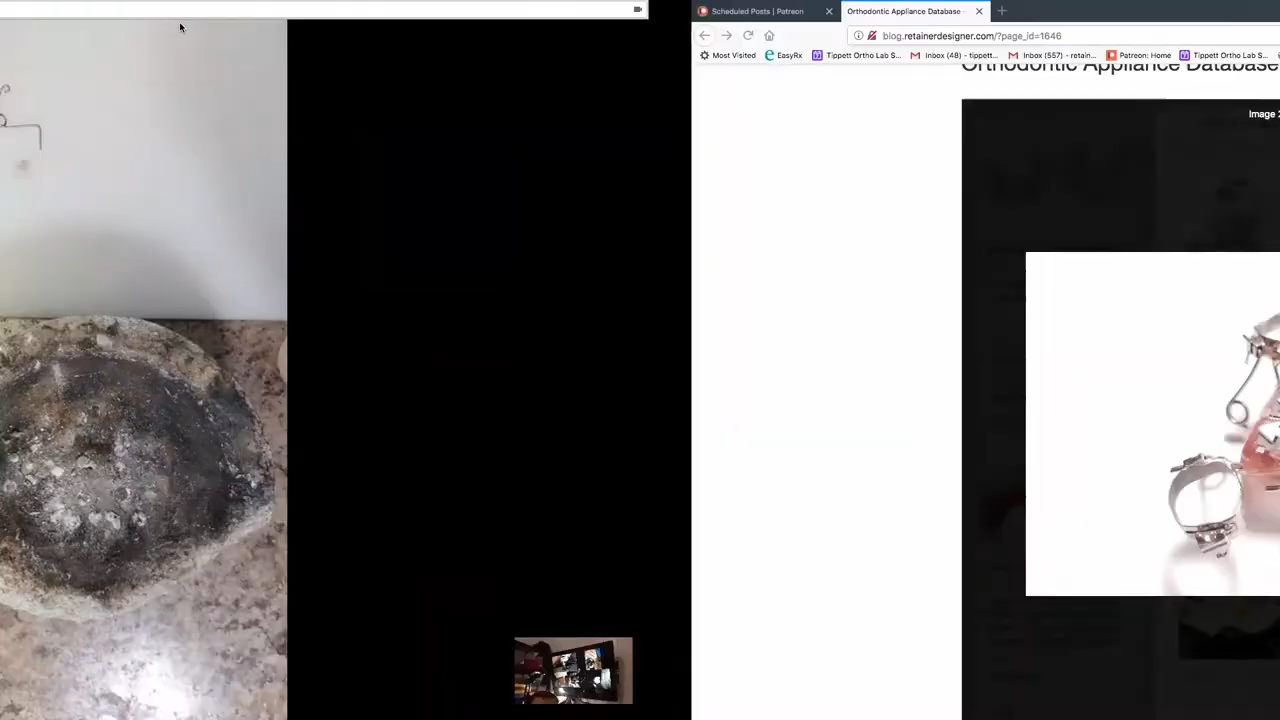 Scheduled Posts | Patreon
Orthodontic Appliance Database
blog.retainerdesigner.com/?page_id=1646
Most Visited
EasyRx
Tippett Ortho Lab S...
Inbox (48) - tippett...
Inbox (557) - retain...
Patreon: Home
Tippett Ortho Lab S...
Orthodontic Appliance Database
Image